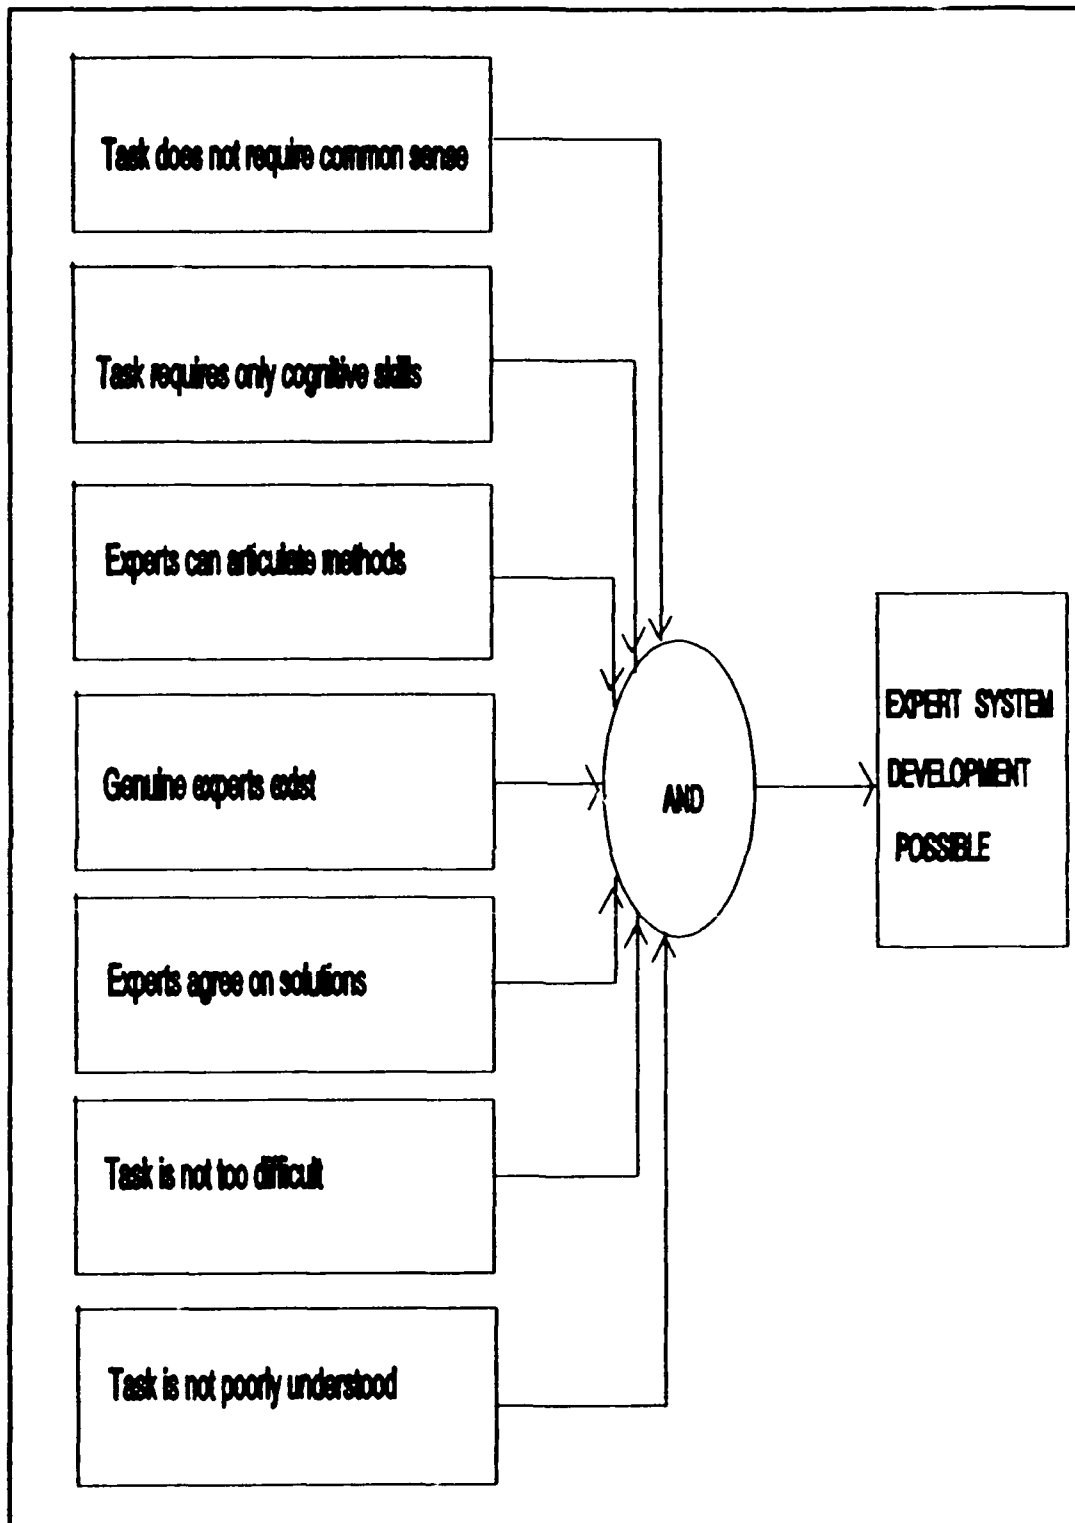 Task does not require common sense
Task requires only cognitive skills
Experts can articulate methods
Genuine experts exist
Experts agree on solutions
Task is not too difficult
Task is not poorly understood
AND
EXPERT SYSTEM
DEVELOPMENT
POSSIBLE